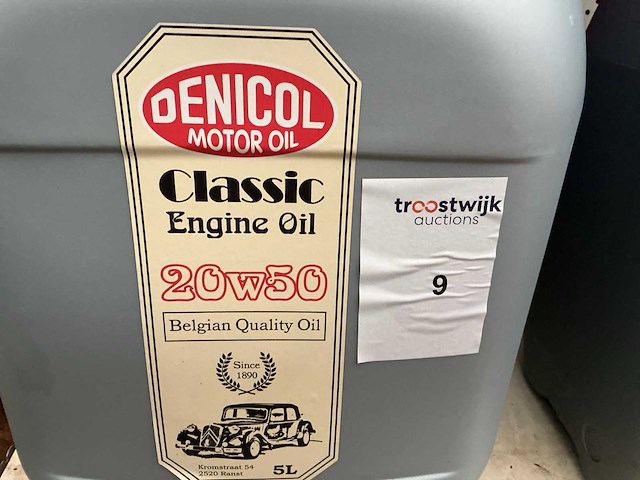 DENICOL
MOTOR OIL
Classic
Engine Oil
20w50
Belgian Quality Oil
Since
1890
Kromstraat 54
2520 Ranst
5L
troostwijk
auctions
9